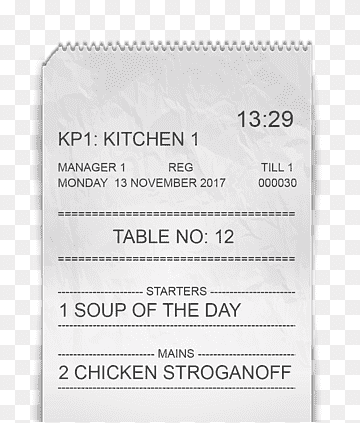 13:29
KP1: KITCHEN 1
MANAGER 1 REG TILL 1
MONDAY 13 NOVEMBER 2017 000030
================================
TABLE NO: 12
================================
---------------- STARTERS ----------------
1 SOUP OF THE DAY
------------------------------------------------
------------------- MAINS -------------------
2 CHICKEN STROGANOFF
------------------------------------------------